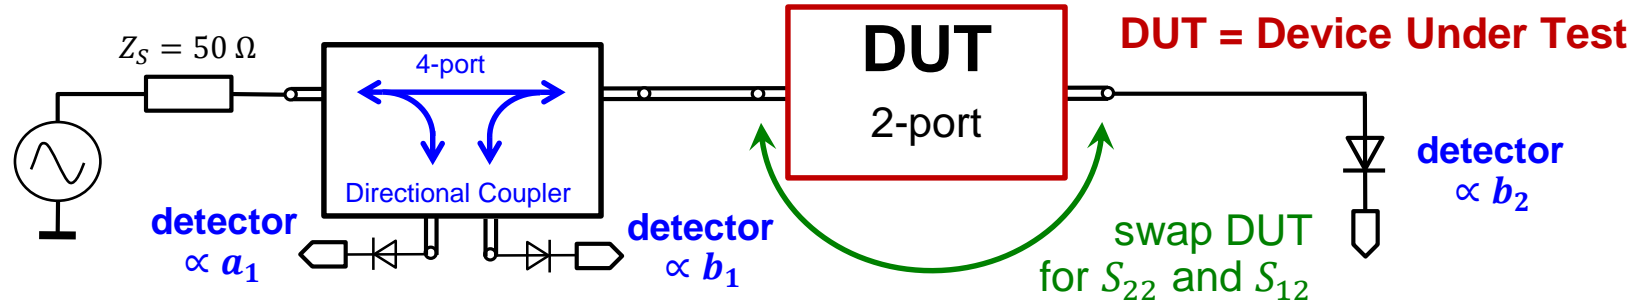 Z_S = 50 Ω
4-port
Directional Coupler
detector
∝ a_1
detector
∝ b_1
DUT
2-port
DUT = Device Under Test
swap DUT
for S_22 and S_12
detector
∝ b_2